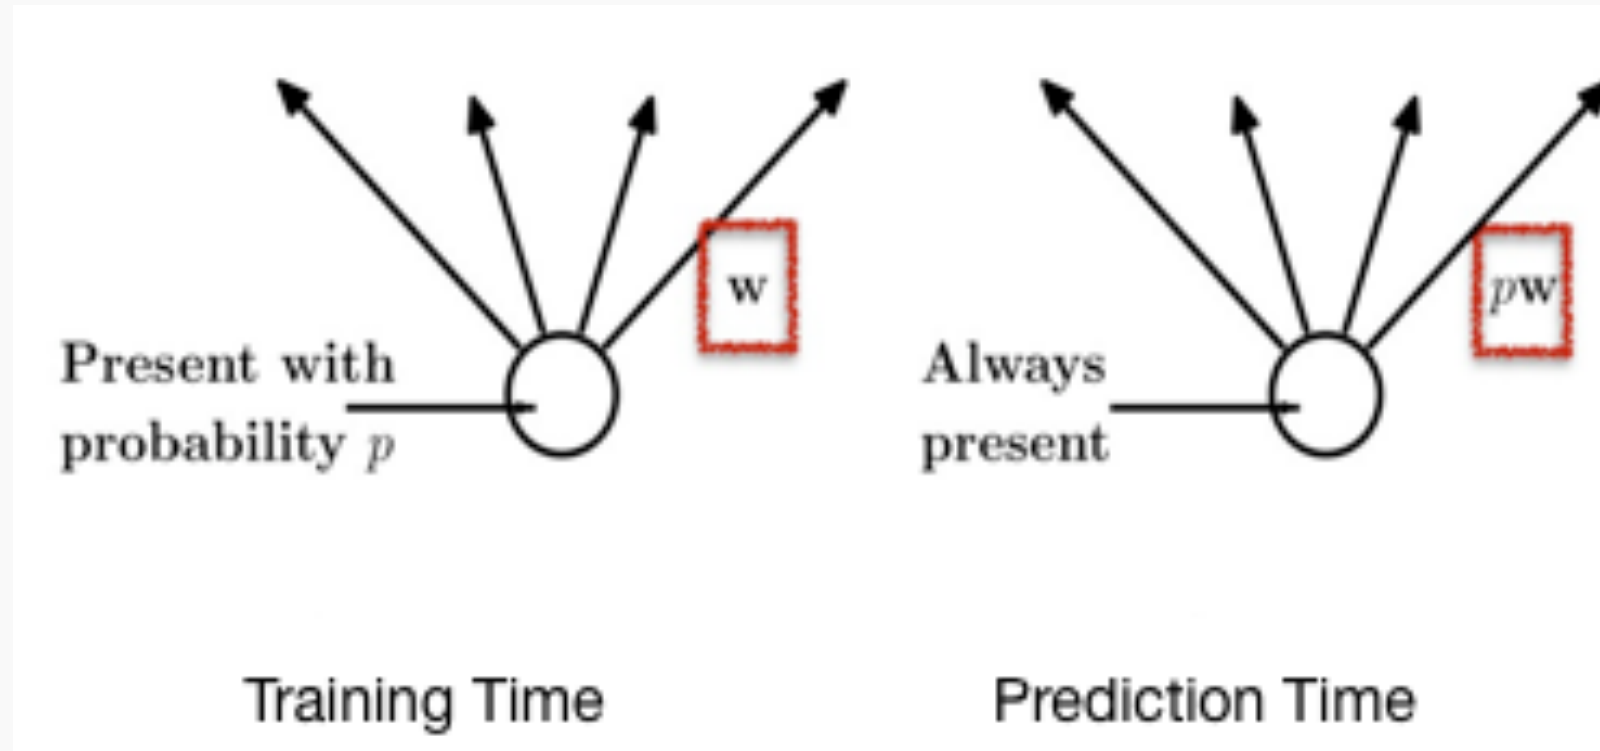 w
Present with
probability p
pw
Always
present
Training Time
Prediction Time